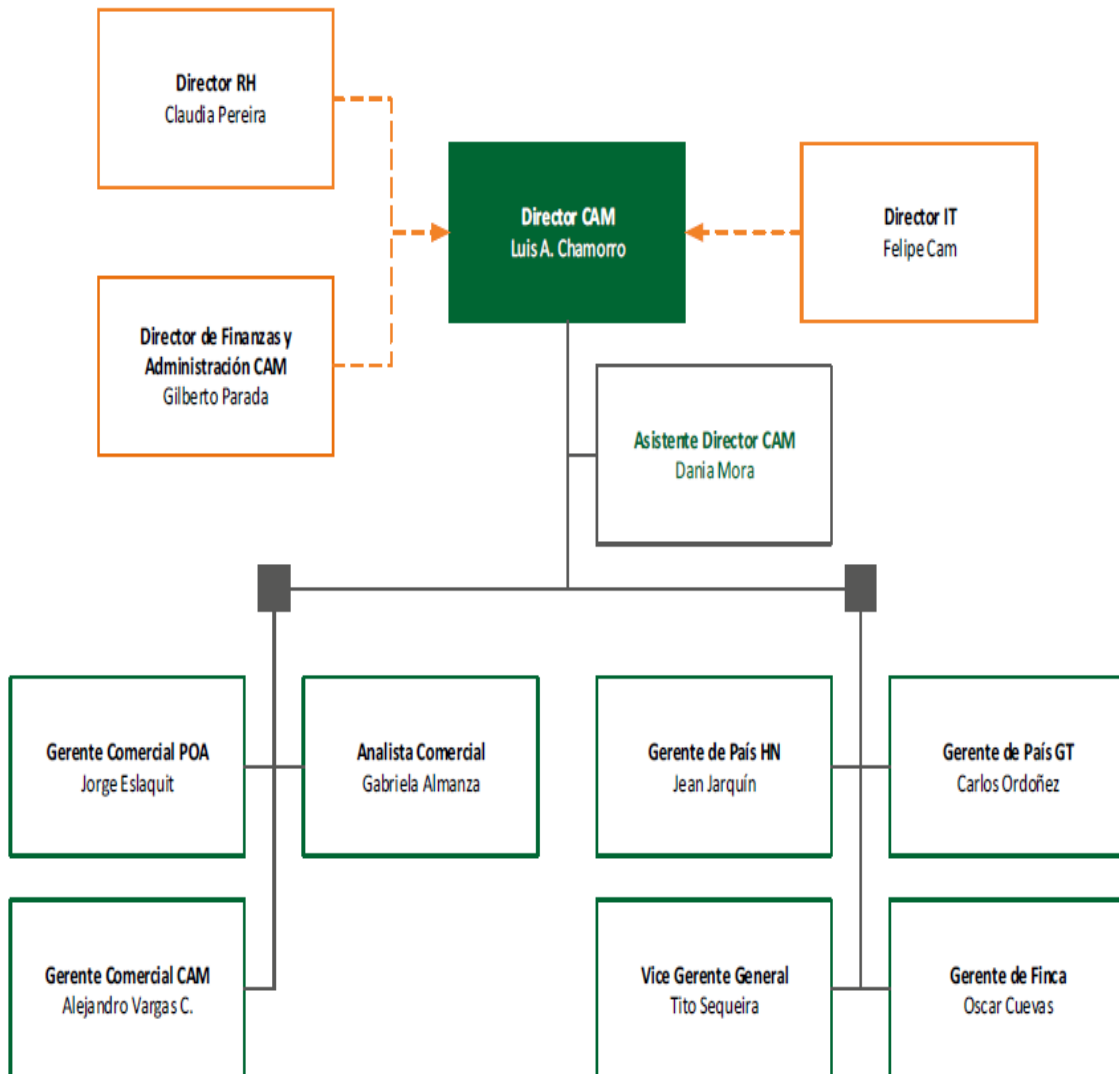 Director RH
Claudia Pereira
Director CAM
Luis A. Chamorro
Director IT
Felipe Cam
Director de Finanzas y
Administración CAM
Gilberto Parada
Asistente Director CAM
Dania Mora
Gerente Comercial POA
Jorge Eslaquit
Analista Comercial
Gabriela Almanza
Gerente de País HN
Jean Jarquín
Gerente de País GT
Carlos Ordoñez
Gerente Comercial CAM
Alejandro Vargas C.
Vice Gerente General
Tito Sequeira
Gerente de Finca
Oscar Cuevas